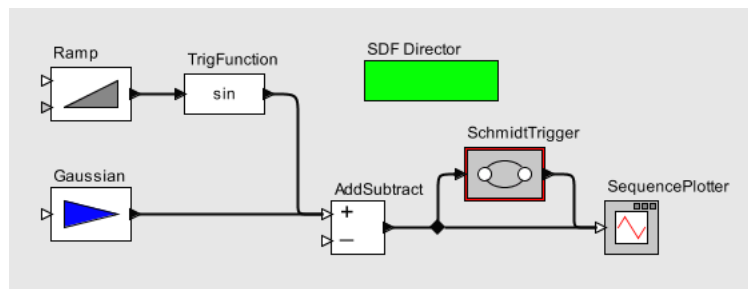 Ramp
TrigFunction
sin
SDF Director
SchmidtTrigger
Gaussian
AddSubtract
+
−
SequencePlotter